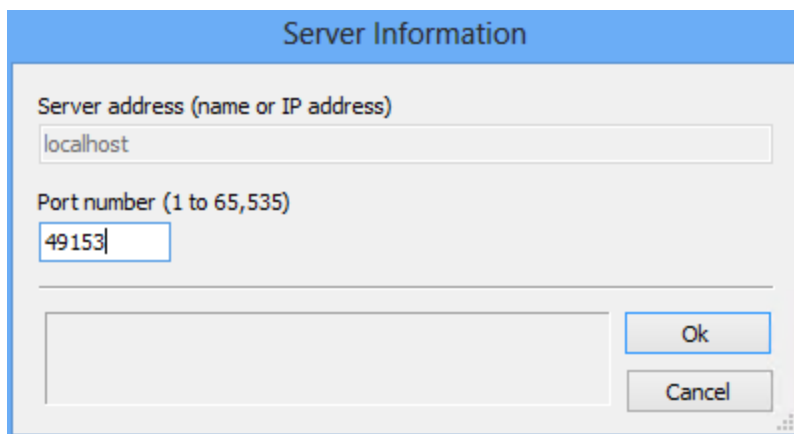 Server Information
Server address (name or IP address)
localhost
Port number (1 to 65,535)
49153
Ok
Cancel